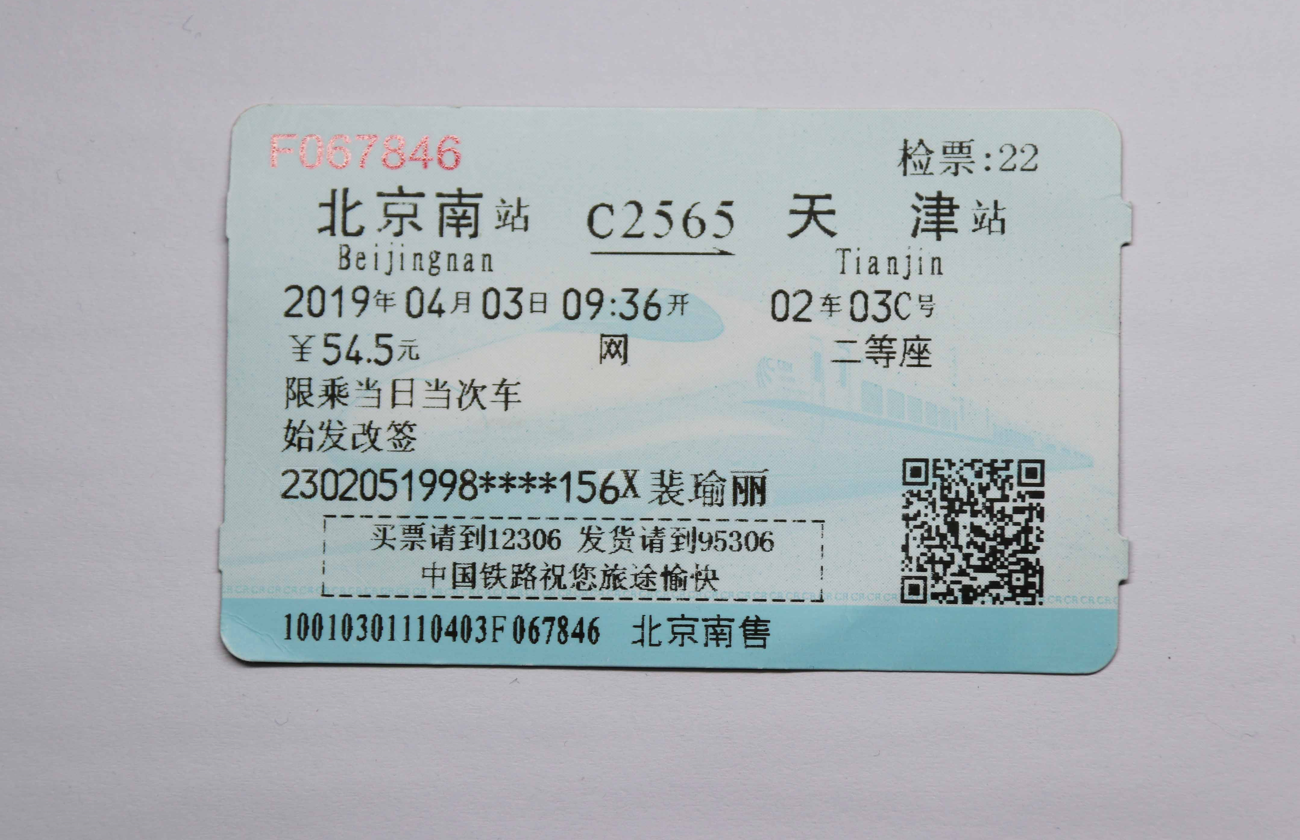 F067846 检票:22
北京南站 C2565 天津站
Beijingnan Tianjin
2019年04月03日09:36开 02车03C号
￥54.5元 网 二等座
限乘当日当次车
始发改签
2302051998****156X 裴瑜丽
买票请到12306 发货请到95306
中国铁路祝您旅途愉快
10010301110403F067846 北京南售